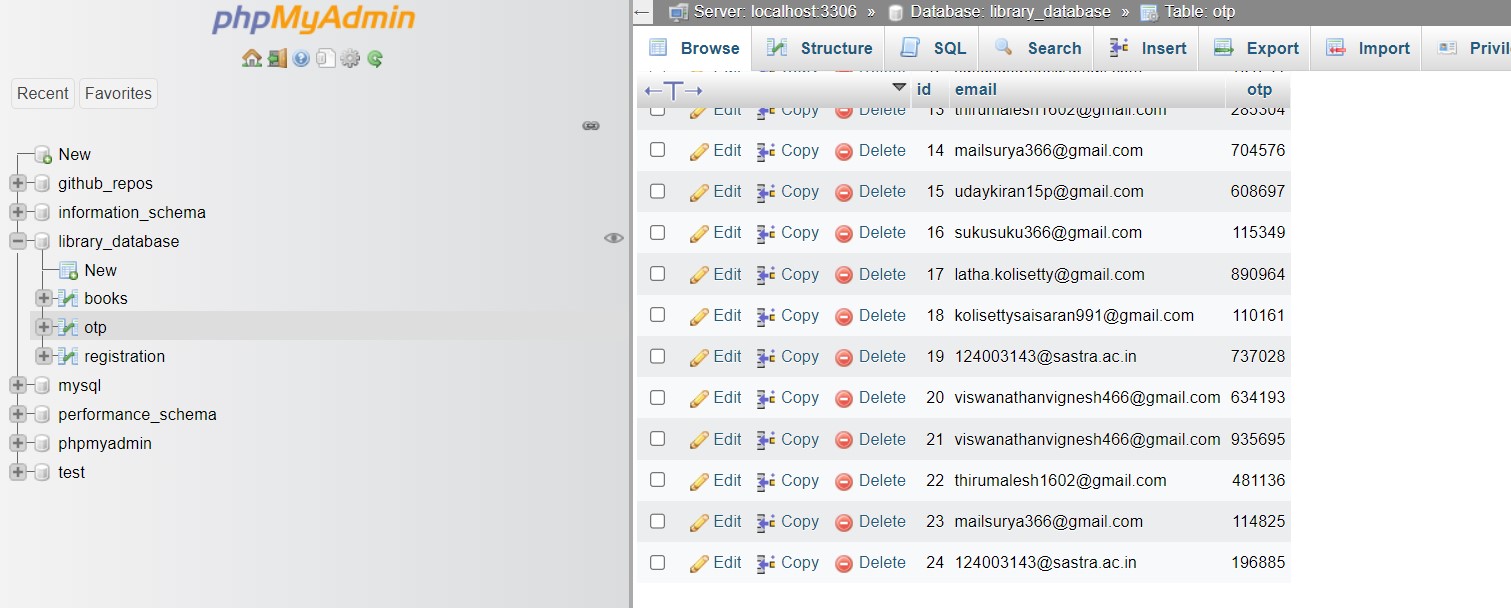 phpMyAdmin
Recent Favorites
New
github_repos
information_schema
library_database
New
books
otp
registration
mysql
performance_schema
phpmyadmin
test
Server: localhost:3306 » Database: library_database » Table: otp
Browse Structure SQL Search Insert Export Import Privil
id email otp
Edit Copy Delete 13 thirumalesh1602@gmail.com 285304
Edit Copy Delete 14 mailsurya366@gmail.com 704576
Edit Copy Delete 15 udaykiran15p@gmail.com 608697
Edit Copy Delete 16 sukusuku366@gmail.com 115349
Edit Copy Delete 17 latha.kolisetty@gmail.com 890964
Edit Copy Delete 18 kolisettysaisaran991@gmail.com 110161
Edit Copy Delete 19 124003143@sastra.ac.in 737028
Edit Copy Delete 20 viswanathanvignesh466@gmail.com 634193
Edit Copy Delete 21 viswanathanvignesh466@gmail.com 935695
Edit Copy Delete 22 thirumalesh1602@gmail.com 481136
Edit Copy Delete 23 mailsurya366@gmail.com 114825
Edit Copy Delete 24 124003143@sastra.ac.in 196885